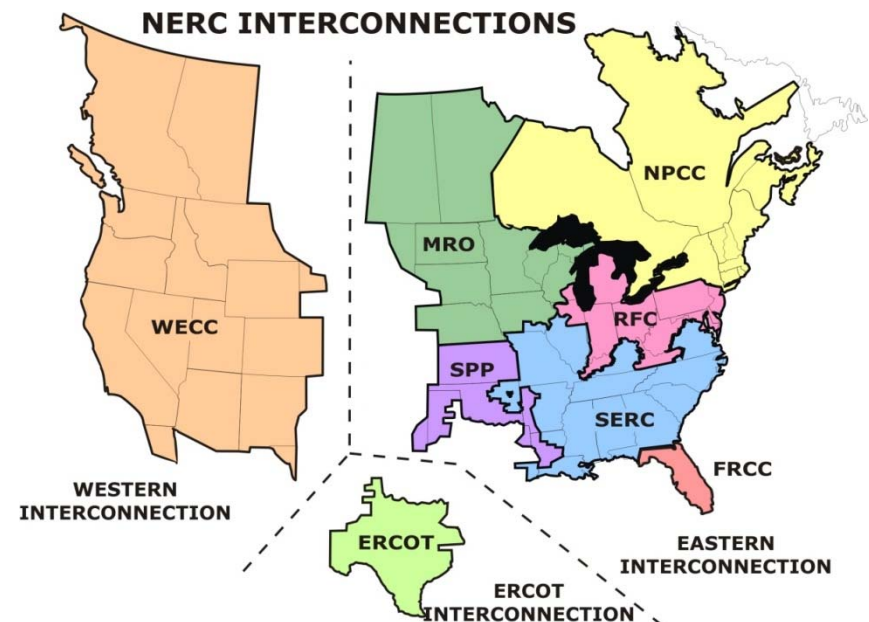 NERC INTERCONNECTIONS
NPCC
MRO
WECC
RFC
SPP
SERC
FRCC
WESTERN
INTERCONNECTION
ERCOT
EASTERN
INTERCONNECTION
ERCOT
INTERCONNECTION